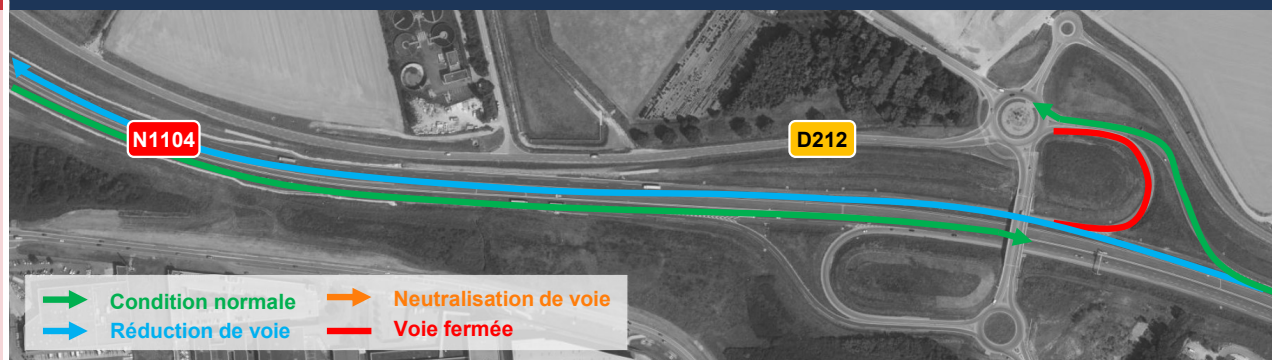 N1104
D212
Condition normale
Neutralisation de voie
Réduction de voie
Voie fermée